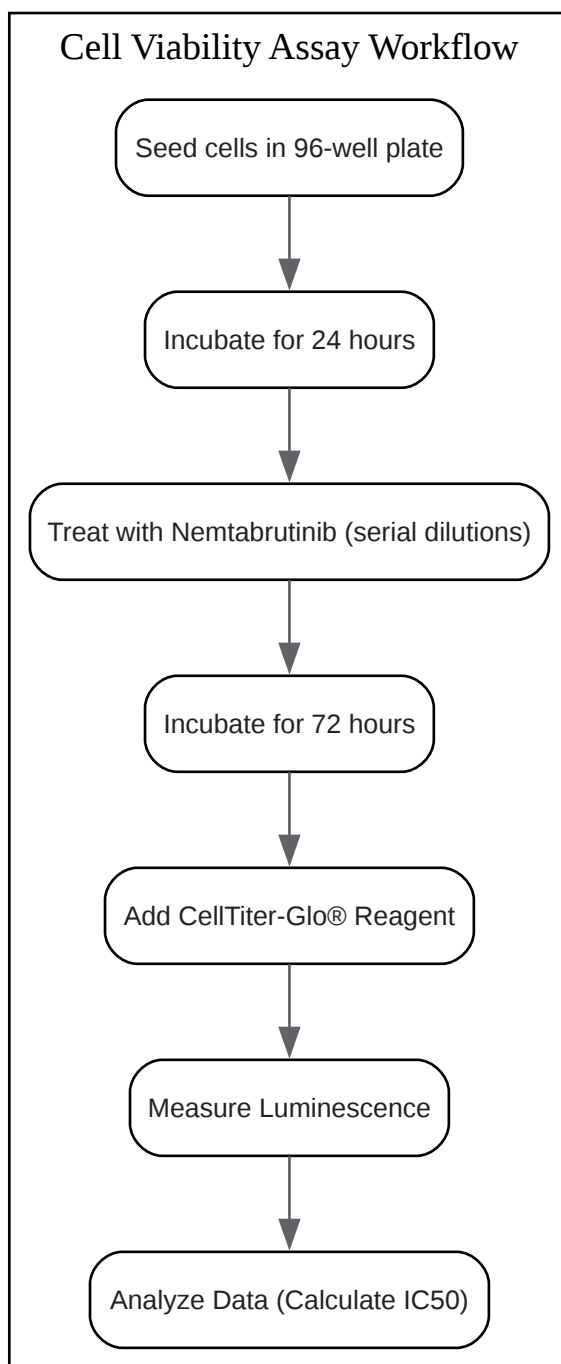 Cell Viability Assay Workflow
Seed cells in 96-well plate
Incubate for 24 hours
Treat with Nemtabrutinib (serial dilutions)
Incubate for 72 hours
Add CellTiter-Glo® Reagent
Measure Luminescence
Analyze Data (Calculate IC50)